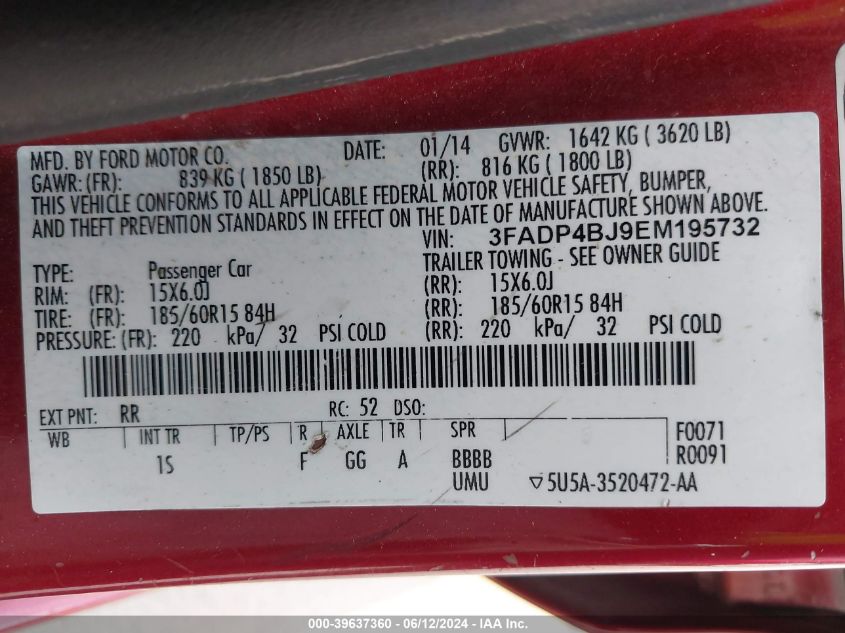 MFD. BY FORD MOTOR CO. DATE: 01/14 GVWR: 1642 KG ( 3620 LB)
GAWR: (FR): 839 KG ( 1850 LB) (RR): 816 KG ( 1800 LB)
THIS VEHICLE CONFORMS TO ALL APPLICABLE FEDERAL MOTOR VEHICLE SAFETY, BUMPER,
AND THEFT PREVENTION STANDARDS IN EFFECT ON THE DATE OF MANUFACTURE SHOWN ABOVE.
VIN: 3FADP4BJ9EM195732
TYPE: Passenger Car TRAILER TOWING - SEE OWNER GUIDE
RIM: (FR): 15X6.0J (RR): 15X6.0J
TIRE: (FR): 185/60R15 84H (RR): 185/60R15 84H
PRESSURE: (FR): 220 kPa/ 32 PSI COLD (RR): 220 kPa/ 32 PSI COLD
EXT PNT: RR RC: 52 DSO:
WB INT TR TP/PS R AXLE TR SPR F0071
1S F GG A BBBB R0091
UMU ▽5U5A-3520472-AA
000-39637360 - 06/12/2024 - IAA Inc.